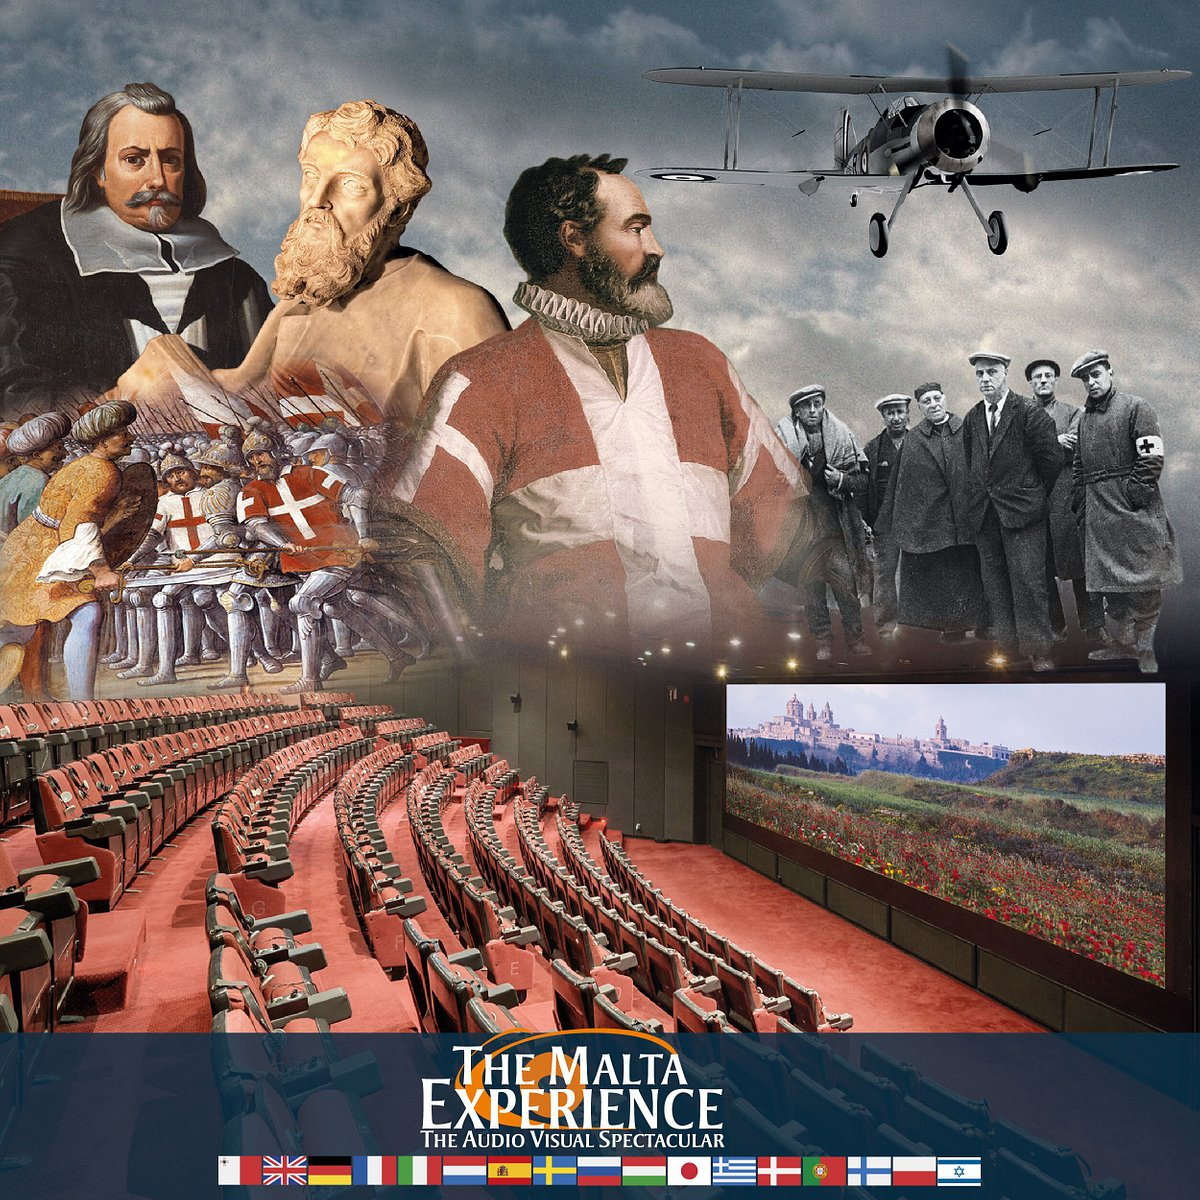 G
F
E
THE MALTA
EXPERIENCE
THE AUDIO VISUAL SPECTACULAR